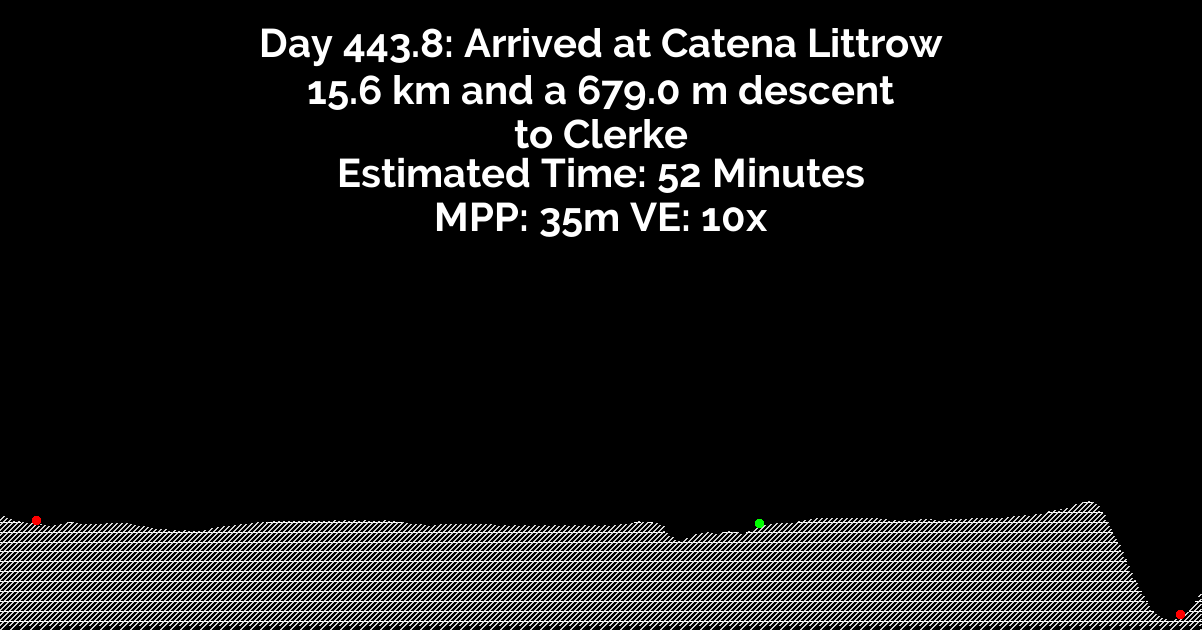 Day 443.8: Arrived at Catena Littrow
15.6 km and a 679.0 m descent
to Clerke
Estimated Time: 52 Minutes
MPP: 35m VE: 10x